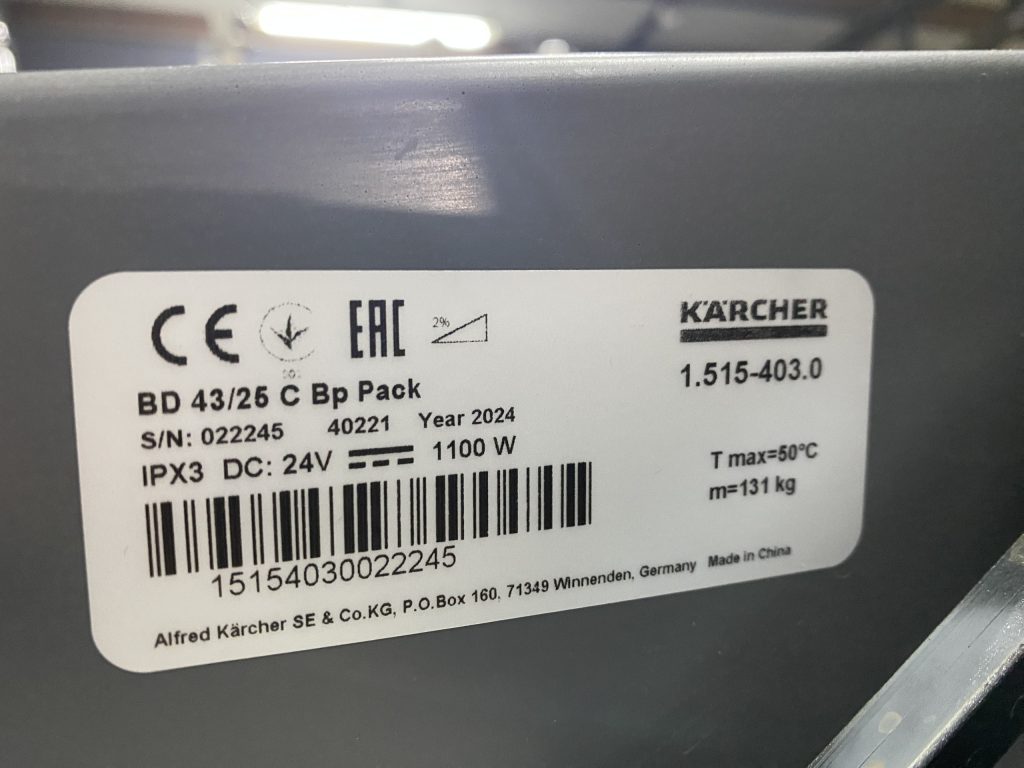 CE EAC 2% KÄRCHER
BD 43/25 C Bp Pack 1.515-403.0
S/N: 022245 40221 Year 2024
IPX3 DC: 24V 1100 W T max=50°C
m=131 kg
15154030022245
Alfred Kärcher SE & Co.KG, P.O.Box 160, 71349 Winnenden, Germany Made in China